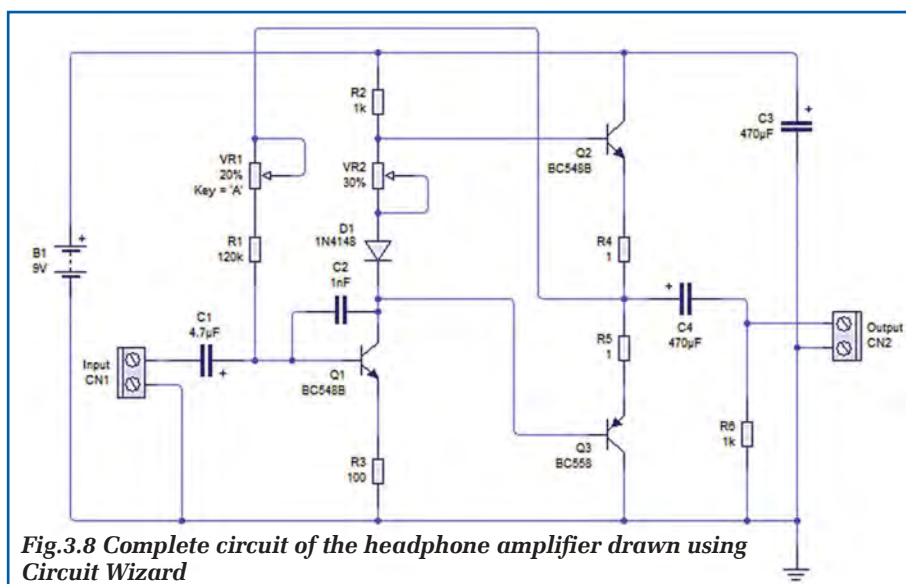 R2
1k
C3
470µF
+
Q2
BC548B
VR1
20%
Key = 'A'
VR2
30%
D1
1N4148
B1
9V
+
R1
120k
R4
1
C2
1nF
+
C4
470µF
Output
CN2
C1
4.7µF
+
Input
CN1
Q1
BC548B
R5
1
Q3
BC558
R6
1k
R3
100
Fig.3.8 Complete circuit of the headphone amplifier drawn using
Circuit Wizard